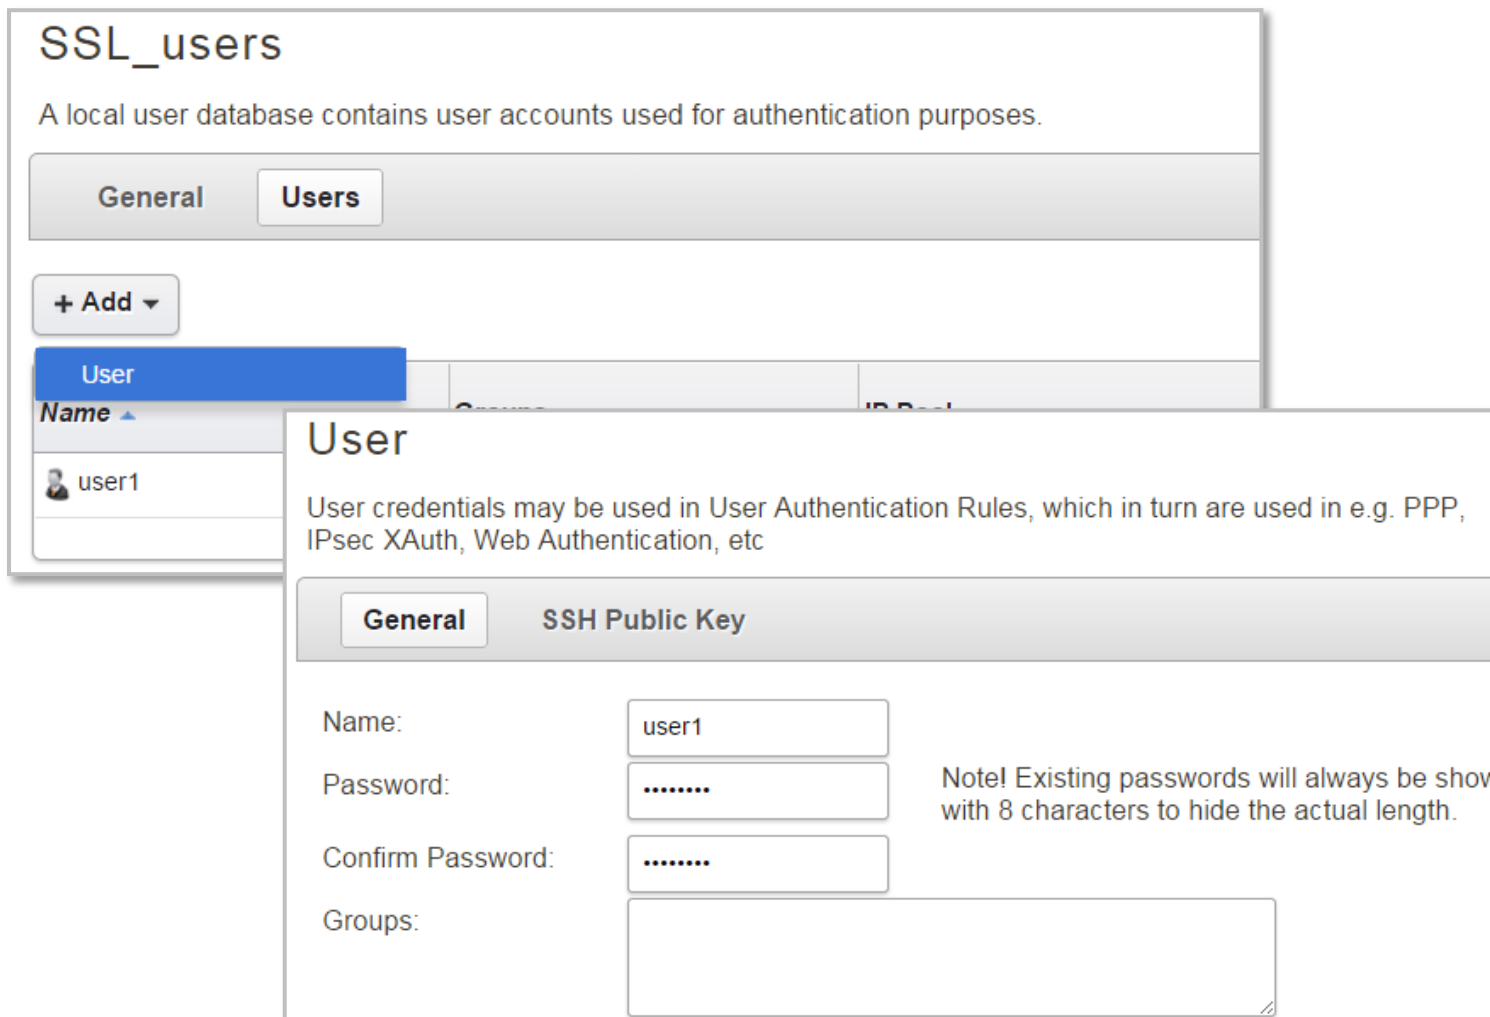 SSL_users
A local user database contains user accounts used for authentication purposes.
General Users
+ Add
User
Name Groups IP Pool
user1
User
User credentials may be used in User Authentication Rules, which in turn are used in e.g. PPP,
IPsec XAuth, Web Authentication, etc
General SSH Public Key
Name: user1
Password: ••••••••
Note! Existing passwords will always be show
with 8 characters to hide the actual length.
Confirm Password: ••••••••
Groups: